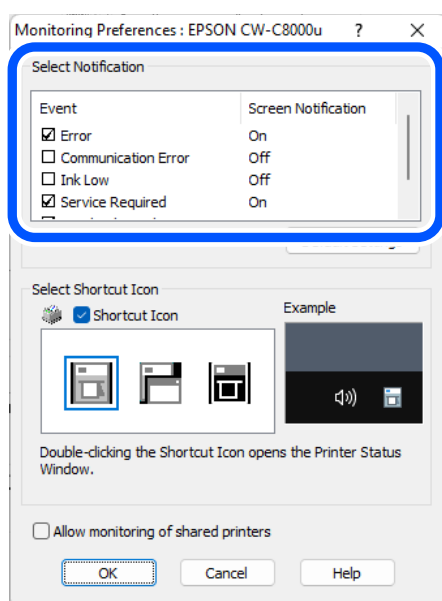 Monitoring Preferences : EPSON CW-C8000u ?
Select Notification
Event Screen Notification
Error On
Communication Error Off
Ink Low Off
Service Required On
Select Shortcut Icon
Shortcut Icon
Example
Double-clicking the Shortcut Icon opens the Printer Status
Window.
Allow monitoring of shared printers
OK Cancel Help